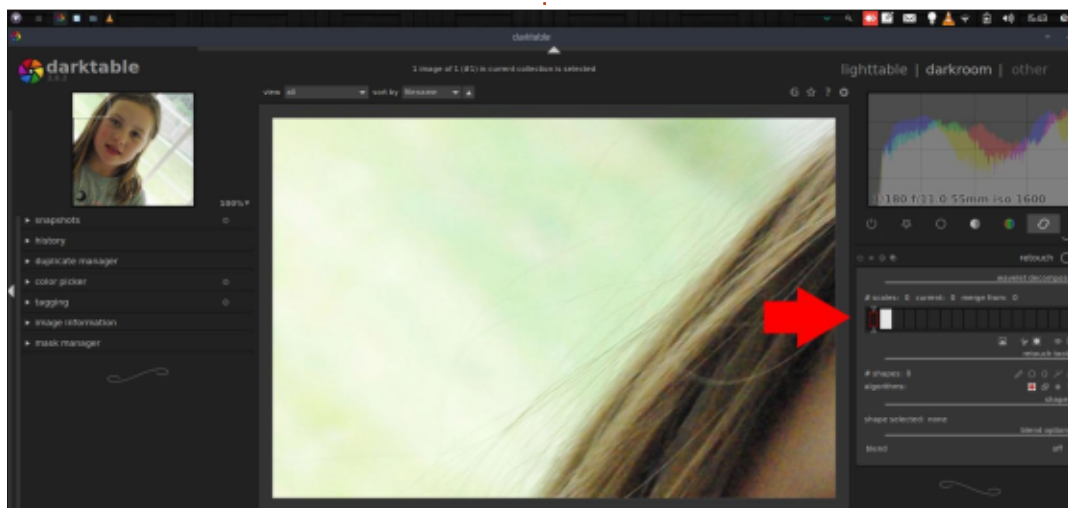 darktable
darktable
1 image of 1 (#1) in current collection is selected
lighttable | darkroom | other
view all
sort by filename
100%
1/180 f/11.0 55mm iso 1600
snapshots
history
duplicate manager
color picker
tagging
image information
mask manager
retouch
wavelet decompose
# scales: 0 current: 0 merge from: 0
retouch tools
# shapes: 0
algorithms:
shapes
shape selected: none
blend options
blend off